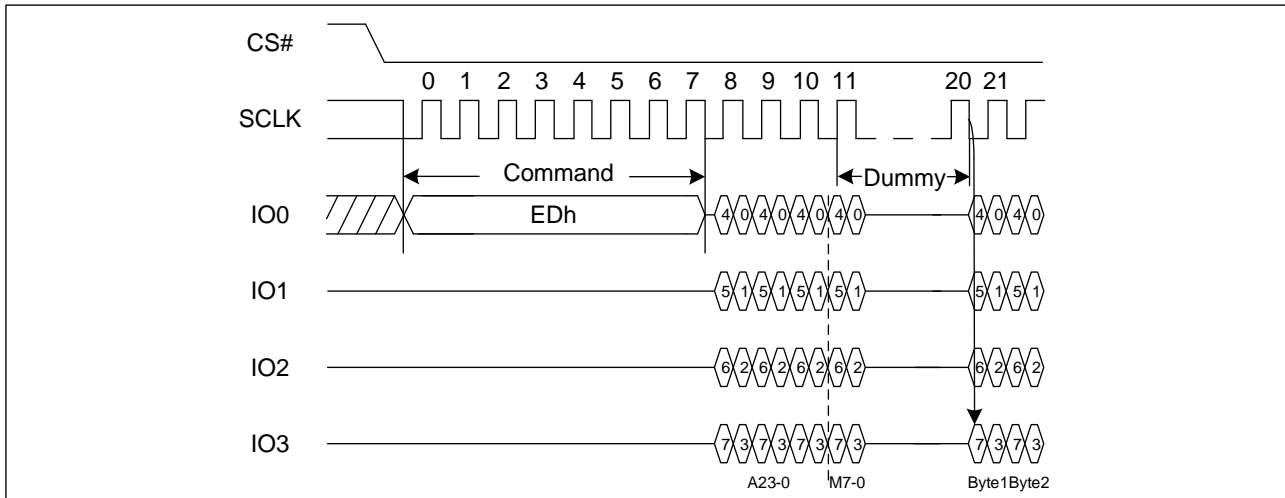 CS#
0 1 2 3 4 5 6 7 8 9 10 11 20 21
SCLK
Command
Dummy
IO0 EDh 4 0 4 0 4 0 4 0 4 0 4 0
IO1 5 1 5 1 5 1 5 1 5 1 5 1
IO2 6 2 6 2 6 2 6 2 6 2 6 2
IO3 7 3 7 3 7 3 7 3 7 3 7 3
A23-0 M7-0 Byte1 Byte2